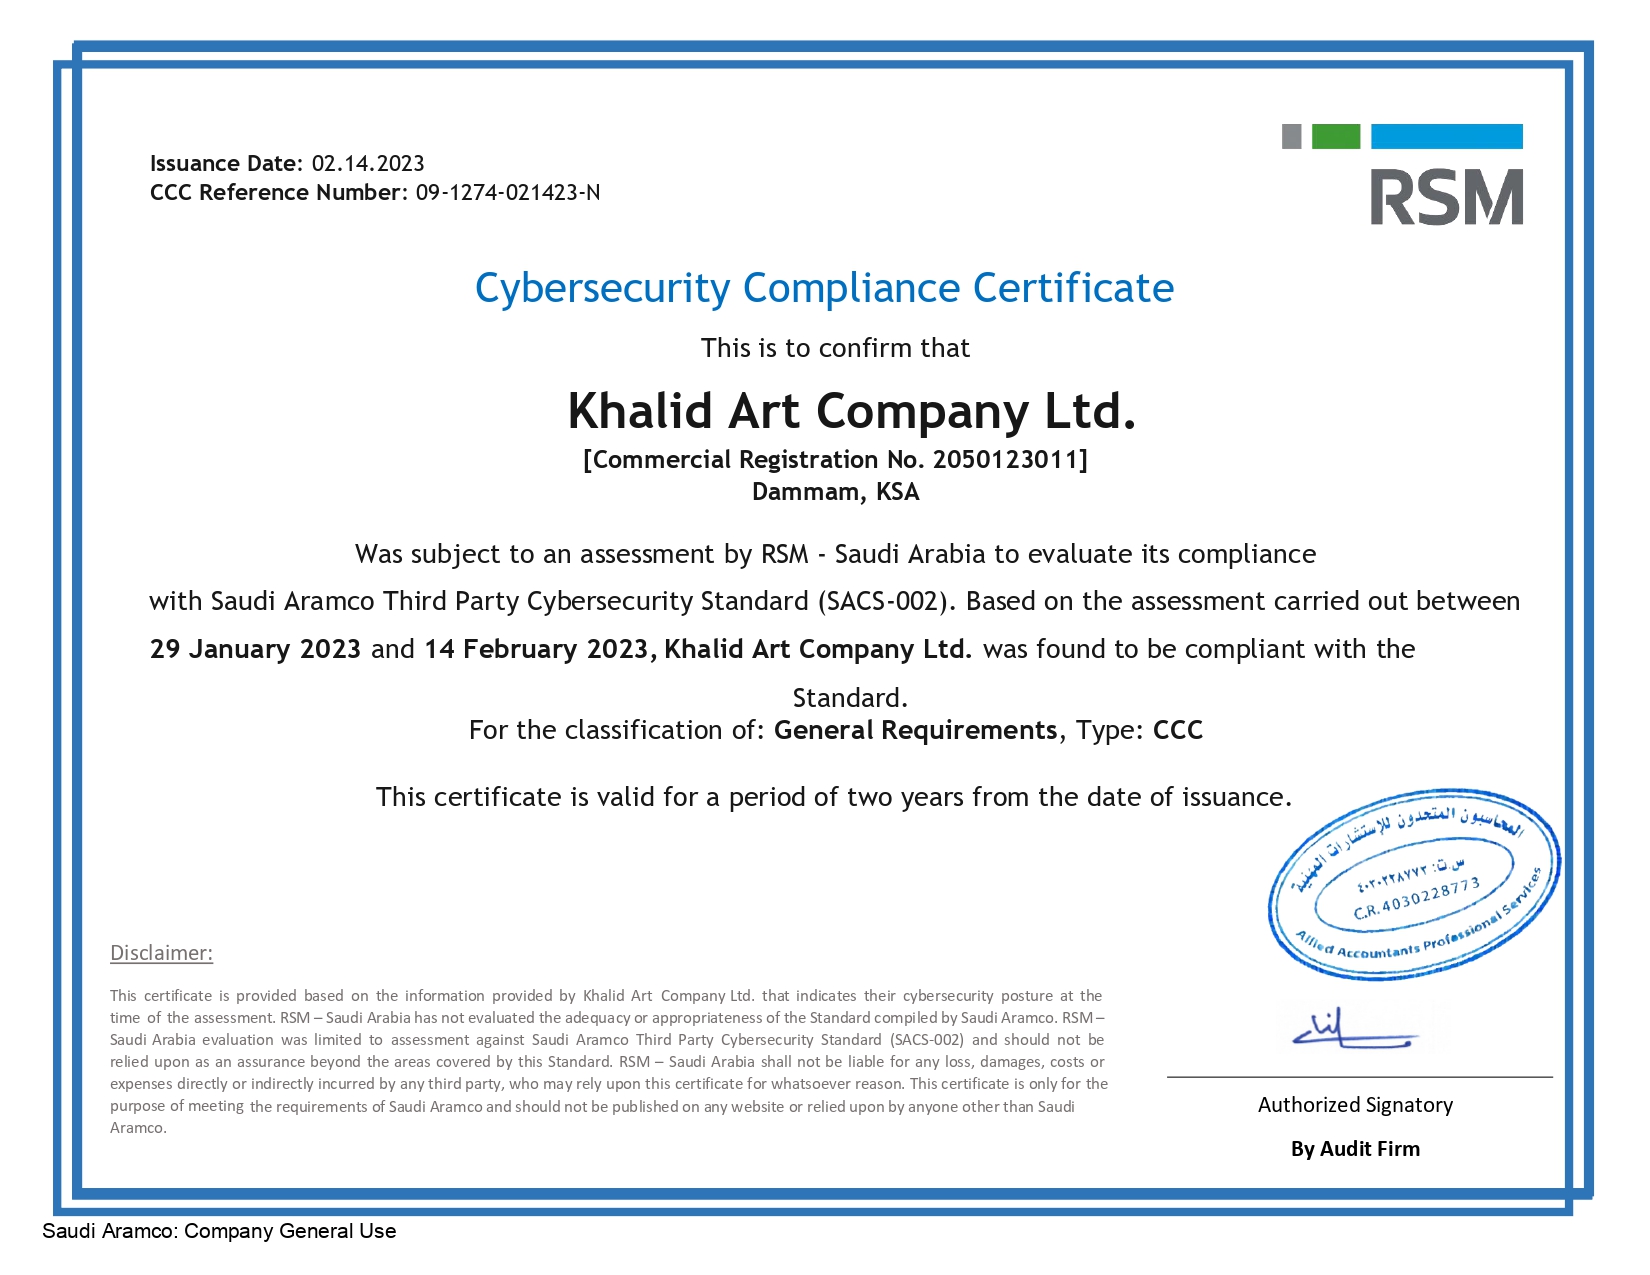 Issuance Date: 02.14.2023
CCC Reference Number: 09-1274-021423-N
RSM
Cybersecurity Compliance Certificate
This is to confirm that
Khalid Art Company Ltd.
[Commercial Registration No. 2050123011]
Dammam, KSA
Was subject to an assessment by RSM - Saudi Arabia to evaluate its compliance
with Saudi Aramco Third Party Cybersecurity Standard (SACS-002). Based on the assessment carried out between
29 January 2023 and 14 February 2023, Khalid Art Company Ltd. was found to be compliant with the
Standard.
For the classification of: General Requirements, Type: CCC
This certificate is valid for a period of two years from the date of issuance.
المحاسبون المتحدون للإستشارات المهنية
س.ت: ٤٠٣٠٢٢٨٧٧٣
C.R. 4030228773
Allied Accountants Professional Services
Disclaimer:
This certificate is provided based on the information provided by Khalid Art Company Ltd. that indicates their cybersecurity posture at the
time of the assessment. RSM – Saudi Arabia has not evaluated the adequacy or appropriateness of the Standard compiled by Saudi Aramco. RSM –
Saudi Arabia evaluation was limited to assessment against Saudi Aramco Third Party Cybersecurity Standard (SACS-002) and should not be
relied upon as an assurance beyond the areas covered by this Standard. RSM – Saudi Arabia shall not be liable for any loss, damages, costs or
expenses directly or indirectly incurred by any third party, who may rely upon this certificate for whatsoever reason. This certificate is only for the
purpose of meeting the requirements of Saudi Aramco and should not be published on any website or relied upon by anyone other than Saudi
Aramco.
Authorized Signatory
By Audit Firm
Saudi Aramco: Company General Use